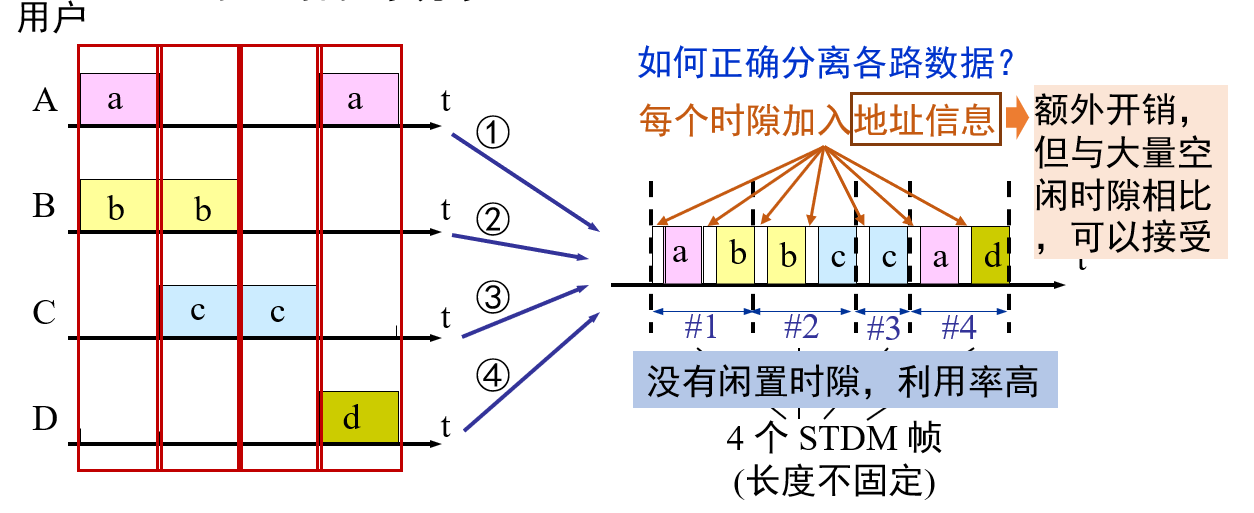 用户
如何正确分离各路数据？
每个时隙加入地址信息
额外开销，
但与大量空
闲时隙相比
，可以接受
A a a t
①
B b b t
②
C c c t
③
D d t
④
a b b c c a d
t
#1 #2 #3 #4
没有闲置时隙，利用率高
4 个 STDM 帧
(长度不固定)